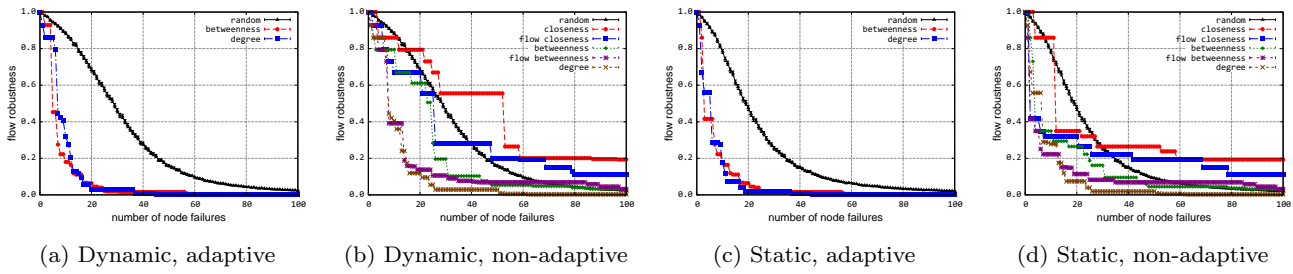 1.0
0.8
0.6
0.4
0.2
0.0
flow robustness
random
betweenness
degree
0 20 40 60 80 100
number of node failures
(a) Dynamic, adaptive
1.0
0.8
0.6
0.4
0.2
0.0
flow robustness
random
closeness
flow closeness
betweenness
flow betweenness
degree
0 20 40 60 80 100
number of node failures
(b) Dynamic, non-adaptive
1.0
0.8
0.6
0.4
0.2
0.0
flow robustness
random
betweenness
degree
0 20 40 60 80 100
number of node failures
(c) Static, adaptive
1.0
0.8
0.6
0.4
0.2
0.0
flow robustness
random
closeness
flow closeness
betweenness
flow betweenness
degree
0 20 40 60 80 100
number of node failures
(d) Static, non-adaptive